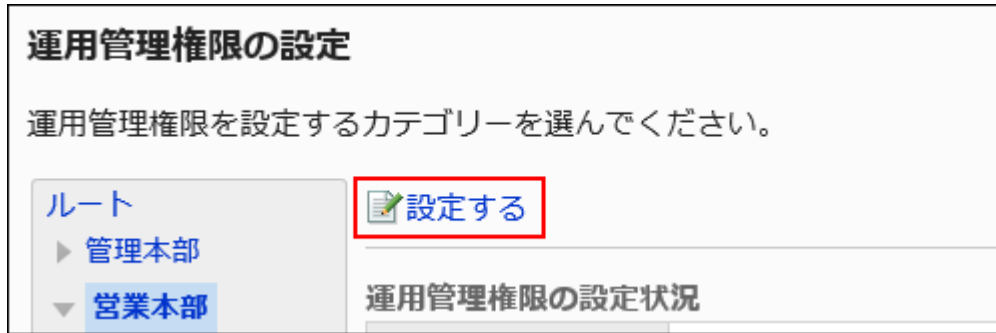 運用管理権限の設定
運用管理権限を設定するカテゴリーを選んでください。
ルート
管理本部
営業本部
設定する
運用管理権限の設定状況